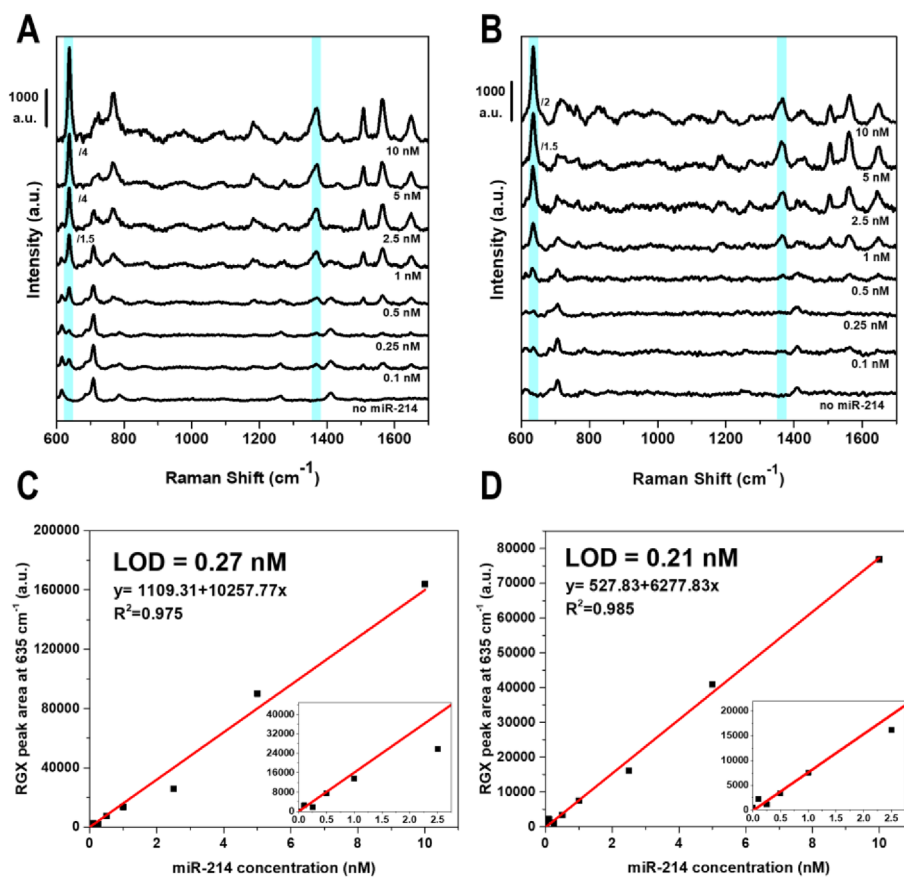 A
1000
a.u.
/4
/4
/1.5
10 nM
5 nM
2.5 nM
1 nM
0.5 nM
0.25 nM
0.1 nM
no miR-214
Intensity (a.u.)
600 800 1000 1200 1400 1600
Raman Shift (cm-1)
B
1000
a.u.
/2
/1.5
10 nM
5 nM
2.5 nM
1 nM
0.5 nM
0.25 nM
0.1 nM
no miR-214
Intensity (a.u.)
600 800 1000 1200 1400 1600
Raman Shift (cm-1)
C
LOD = 0.27 nM
y= 1109.31+10257.77x
R2=0.975
RGX peak area at 635 cm-1 (a.u.)
200000
160000
120000
80000
40000
0
40000
32000
24000
16000
8000
0
0.0 0.5 1.0 1.5 2.0 2.5
0 2 4 6 8 10
miR-214 concentration (nM)
D
LOD = 0.21 nM
y= 527.83+6277.83x
R2=0.985
RGX peak area at 635 cm-1 (a.u.)
80000
70000
60000
50000
40000
30000
20000
10000
0
20000
15000
10000
5000
0
0.0 0.5 1.0 1.5 2.0 2.5
0 2 4 6 8 10
miR-214 concentration (nM)